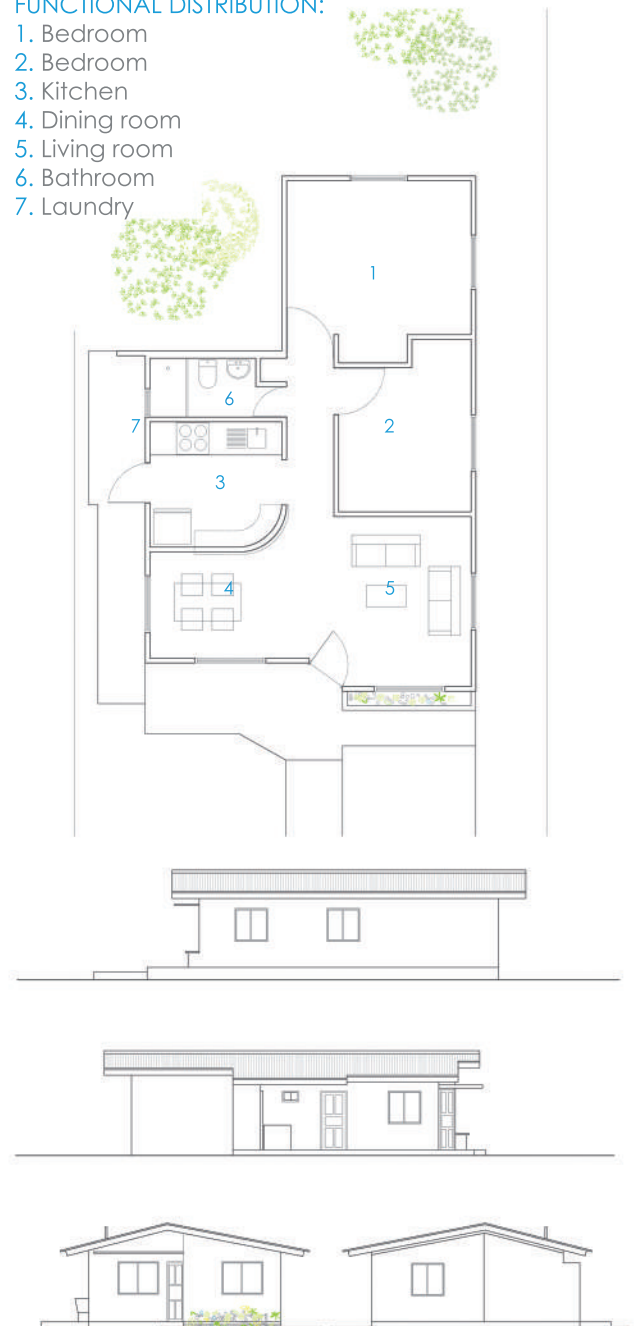 FUNCTIONAL DISTRIBUTION:
1. Bedroom
2. Bedroom
3. Kitchen
4. Dining room
5. Living room
6. Bathroom
7. Laundry
1
6
7
2
3
4
5